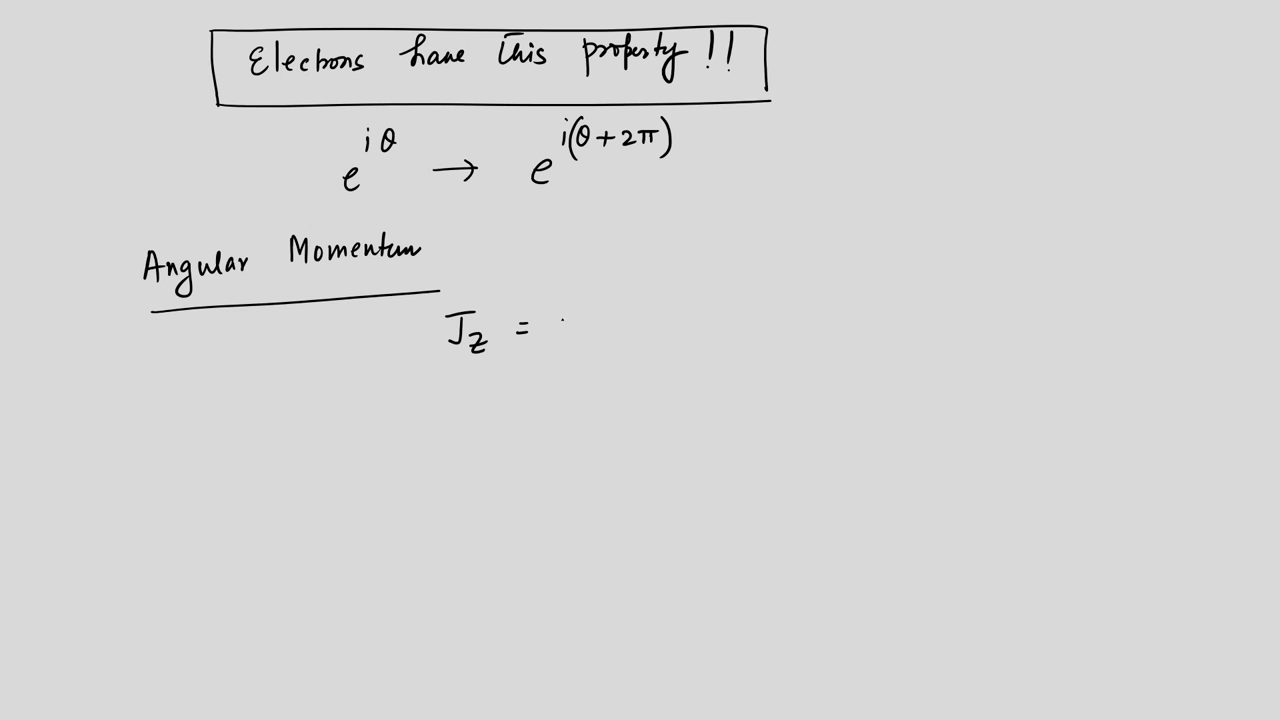 Electrons have this property !!
e^{iθ} → e^{i(θ+2π)}
Angular Momentum
J_z =